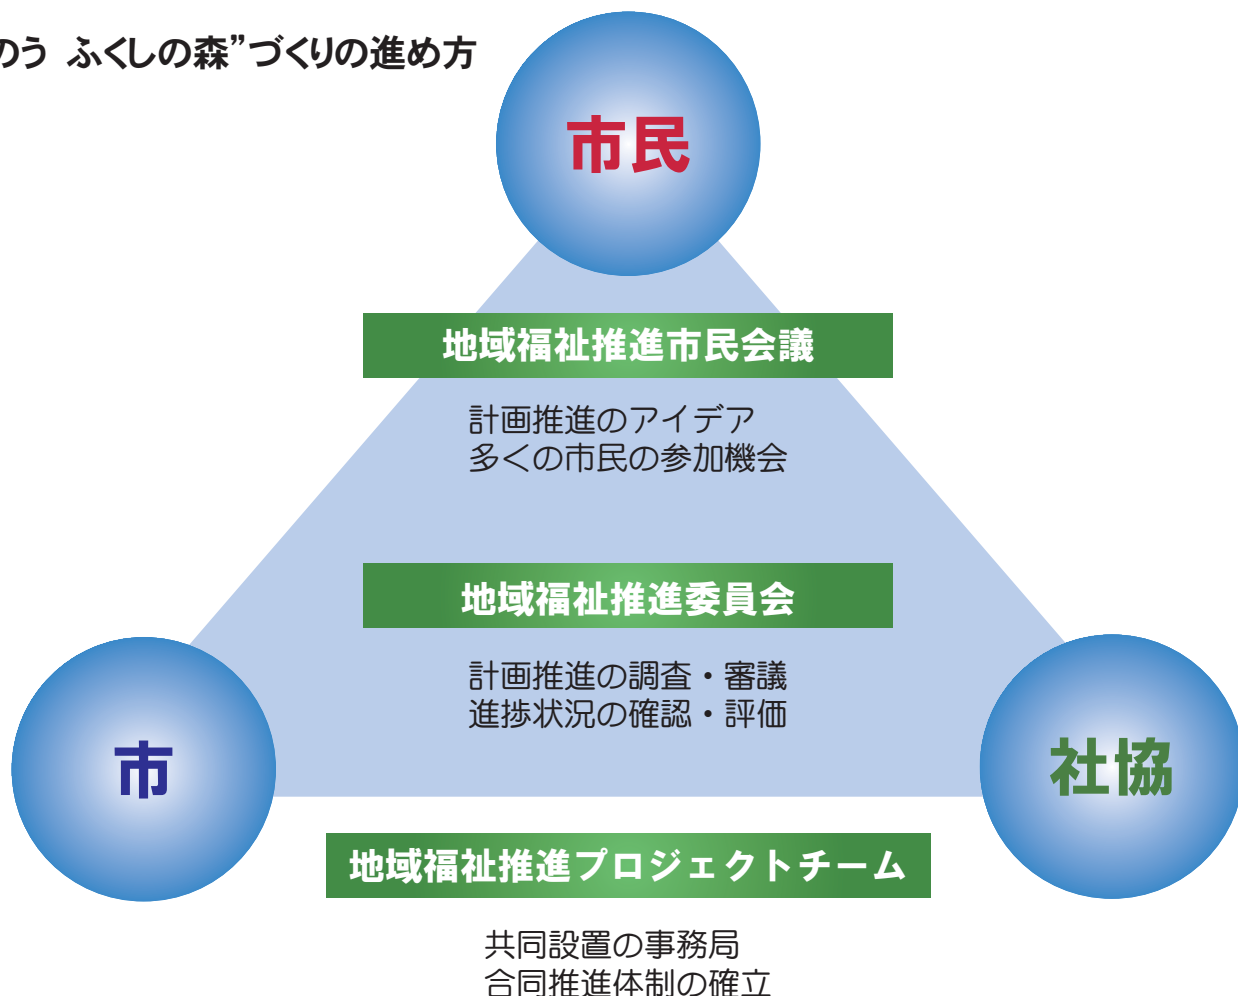 のう ふくしの森”づくりの進め方
市民
地域福祉推進市民会議
計画推進のアイデア
多くの市民の参加機会
地域福祉推進委員会
計画推進の調査・審議
進捗状況の確認・評価
市
社協
地域福祉推進プロジェクトチーム
共同設置の事務局
合同推進体制の確立